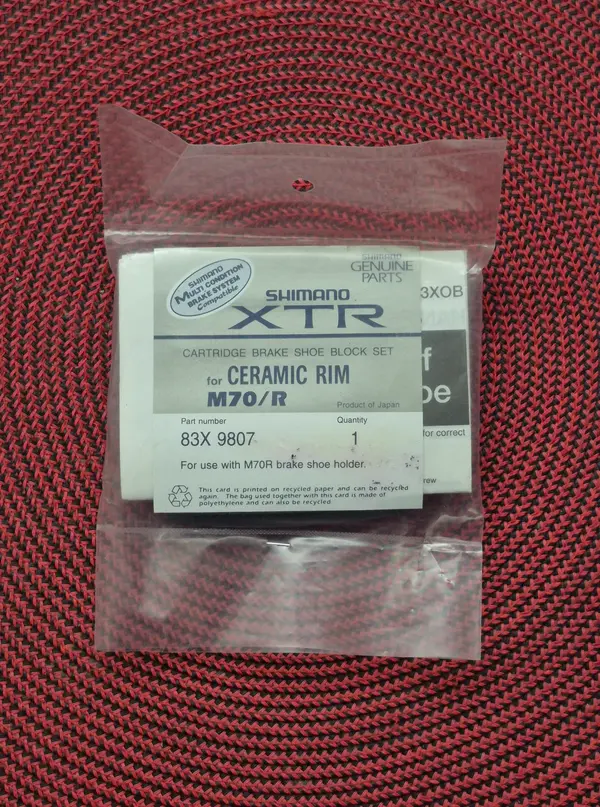 SHIMANO
MULTI CONDITION
BRAKE SYSTEM
Compatible
SHIMANO
GENUINE
PARTS
SHIMANO
XTR
CARTRIDGE BRAKE SHOE BLOCK SET
for CERAMIC RIM
M70/R
Product of Japan
Part number Quantity
83X 9807 1
For use with M70R brake shoe holder.
This card is printed on recycled paper and can be recycled
again. The bag used together with this card is made of
polyethylene and can also be recycled.
3XOB
f
pe
for correct
rew